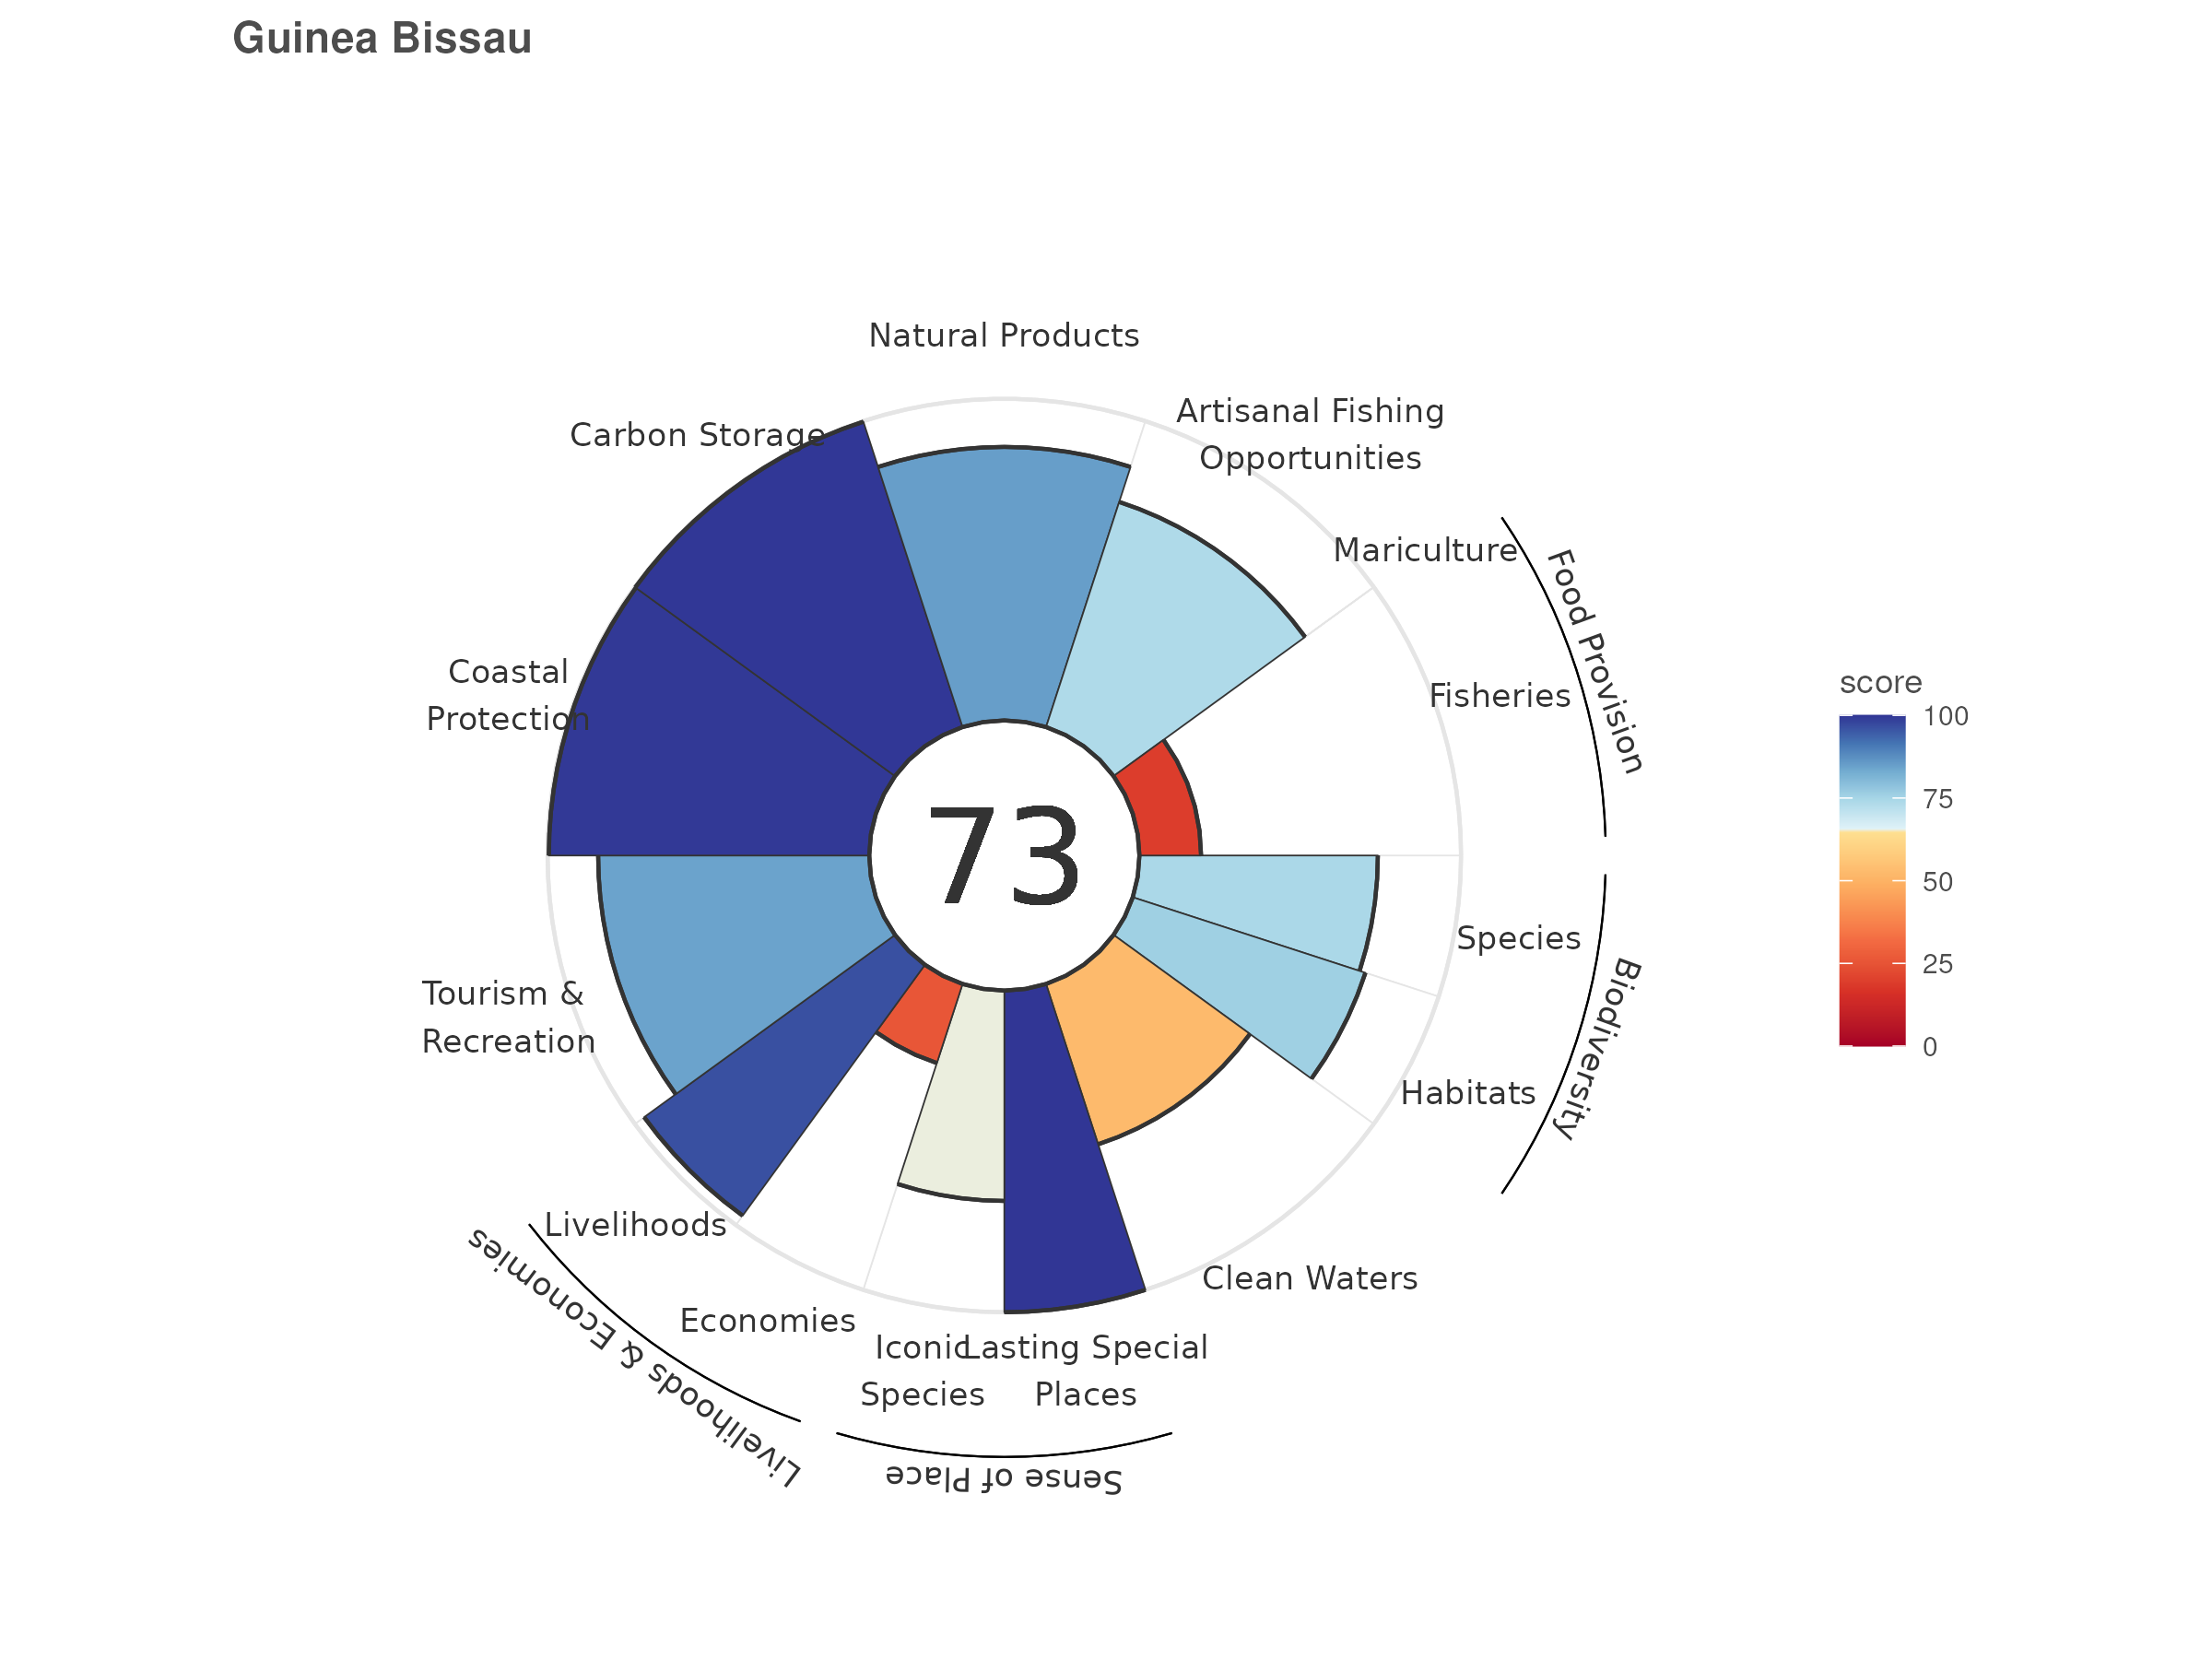 Guinea Bissau
Natural Products
Artisanal Fishing
Opportunities
Carbon Storage
Mariculture
Food Provision
Fisheries
Coastal
Protection
73
Species
Biodiversity
Habitats
Tourism &
Recreation
Livelihoods
Clean Waters
Economies
Livelihoods & Economies
Iconic
Species
Lasting Special
Places
Sense of Place
score
100
75
50
25
0